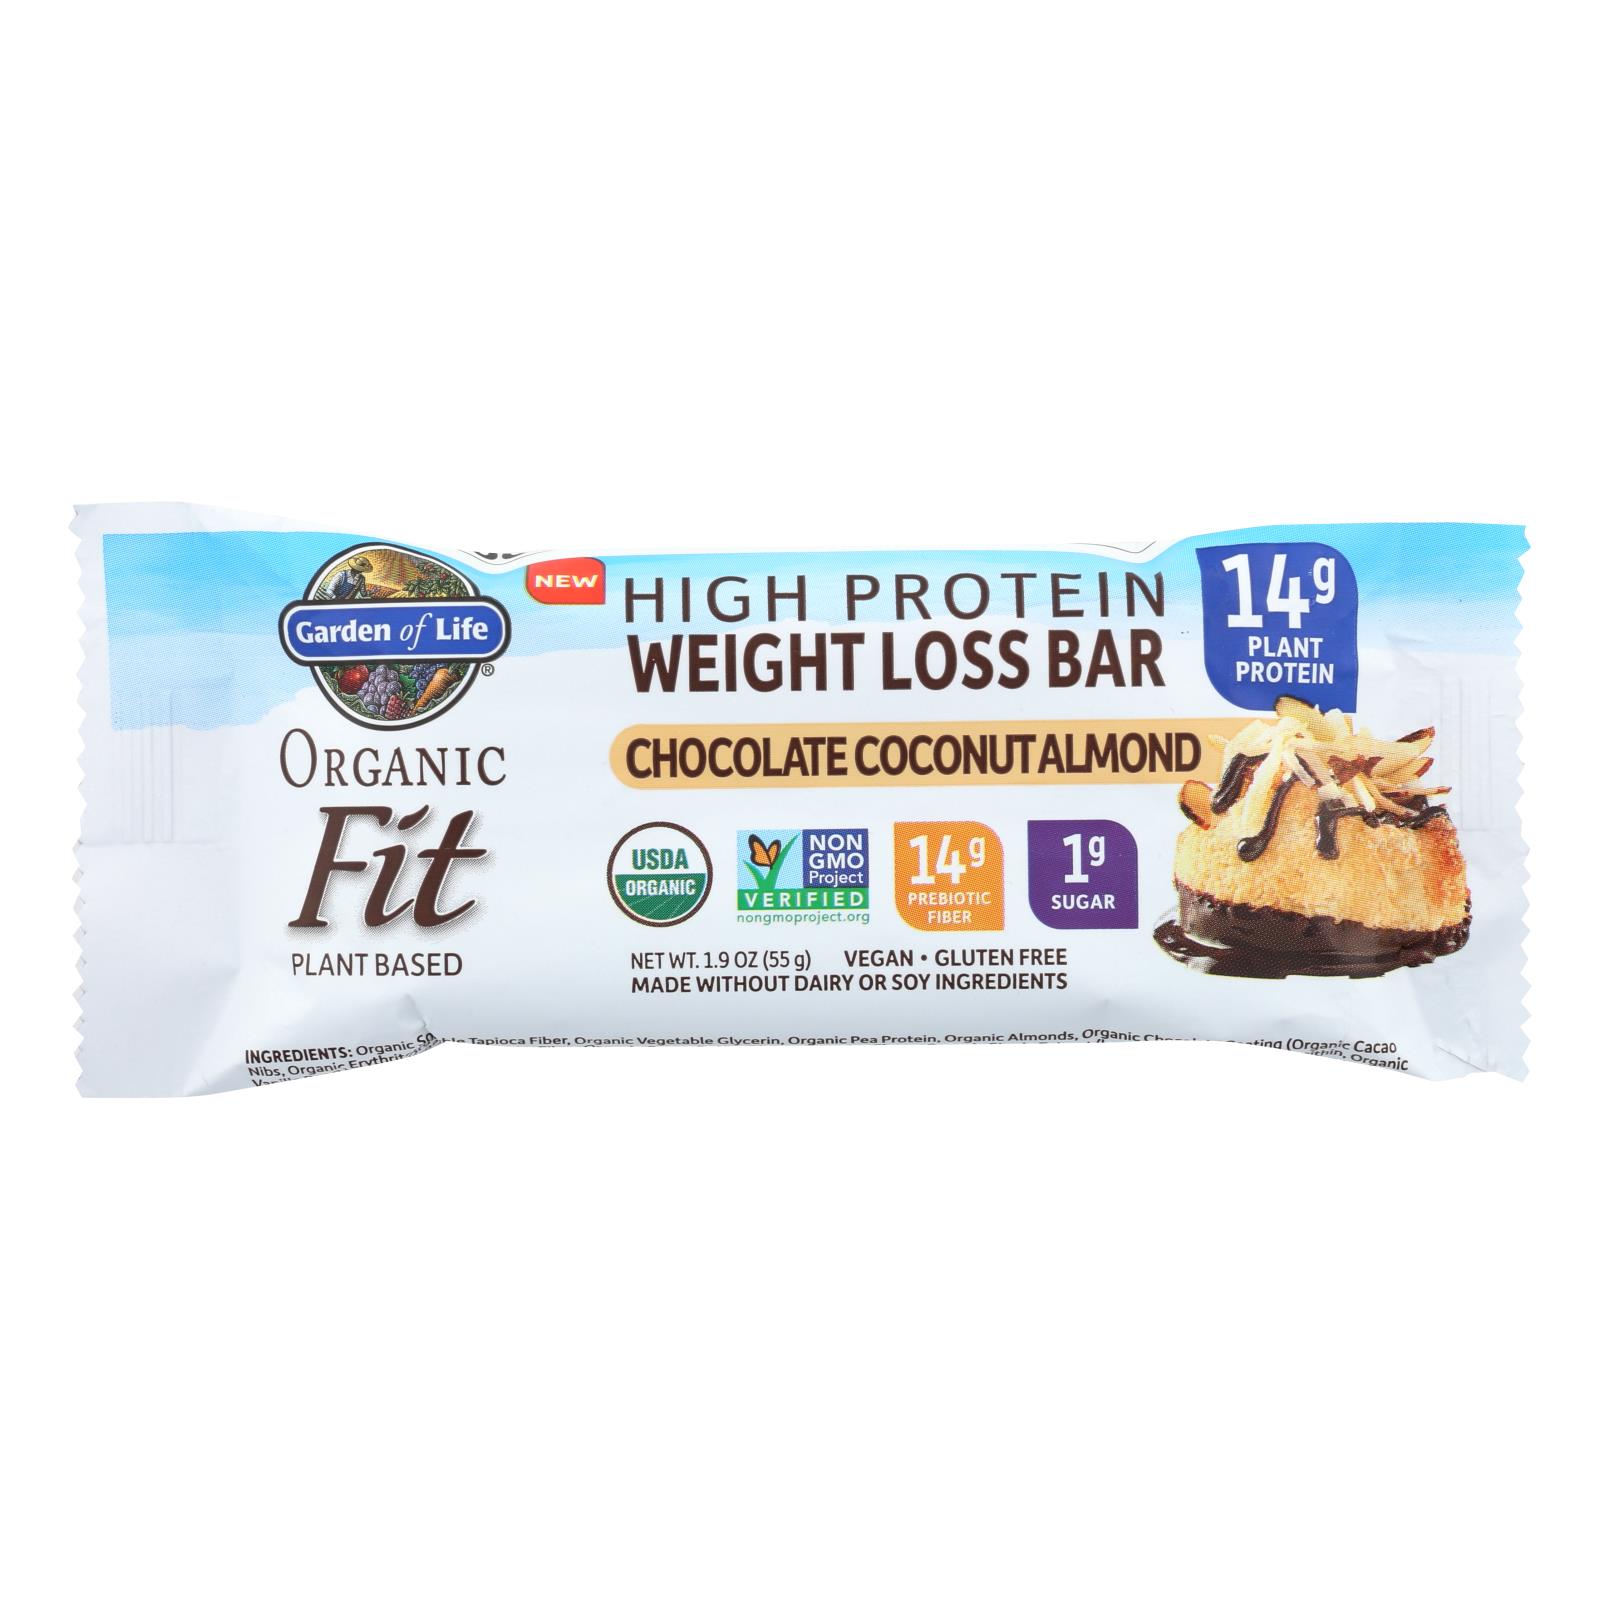 Garden of Life
®
ORGANIC
Fit
PLANT BASED
NEW
HIGH PROTEIN
WEIGHT LOSS BAR
14g
PLANT
PROTEIN
CHOCOLATE COCONUT ALMOND
USDA
ORGANIC
NON
GMO
Project
VERIFIED
nongmoproject.org
14g
PREBIOTIC
FIBER
1g
SUGAR
NET WT. 1.9 OZ (55 g) VEGAN • GLUTEN FREE
MADE WITHOUT DAIRY OR SOY INGREDIENTS
INGREDIENTS: Organic Tapioca Fiber, Organic Vegetable Glycerin, Organic Pea Protein, Organic Almonds, Organic (Organic Cacao
Nibs, Organic Organic